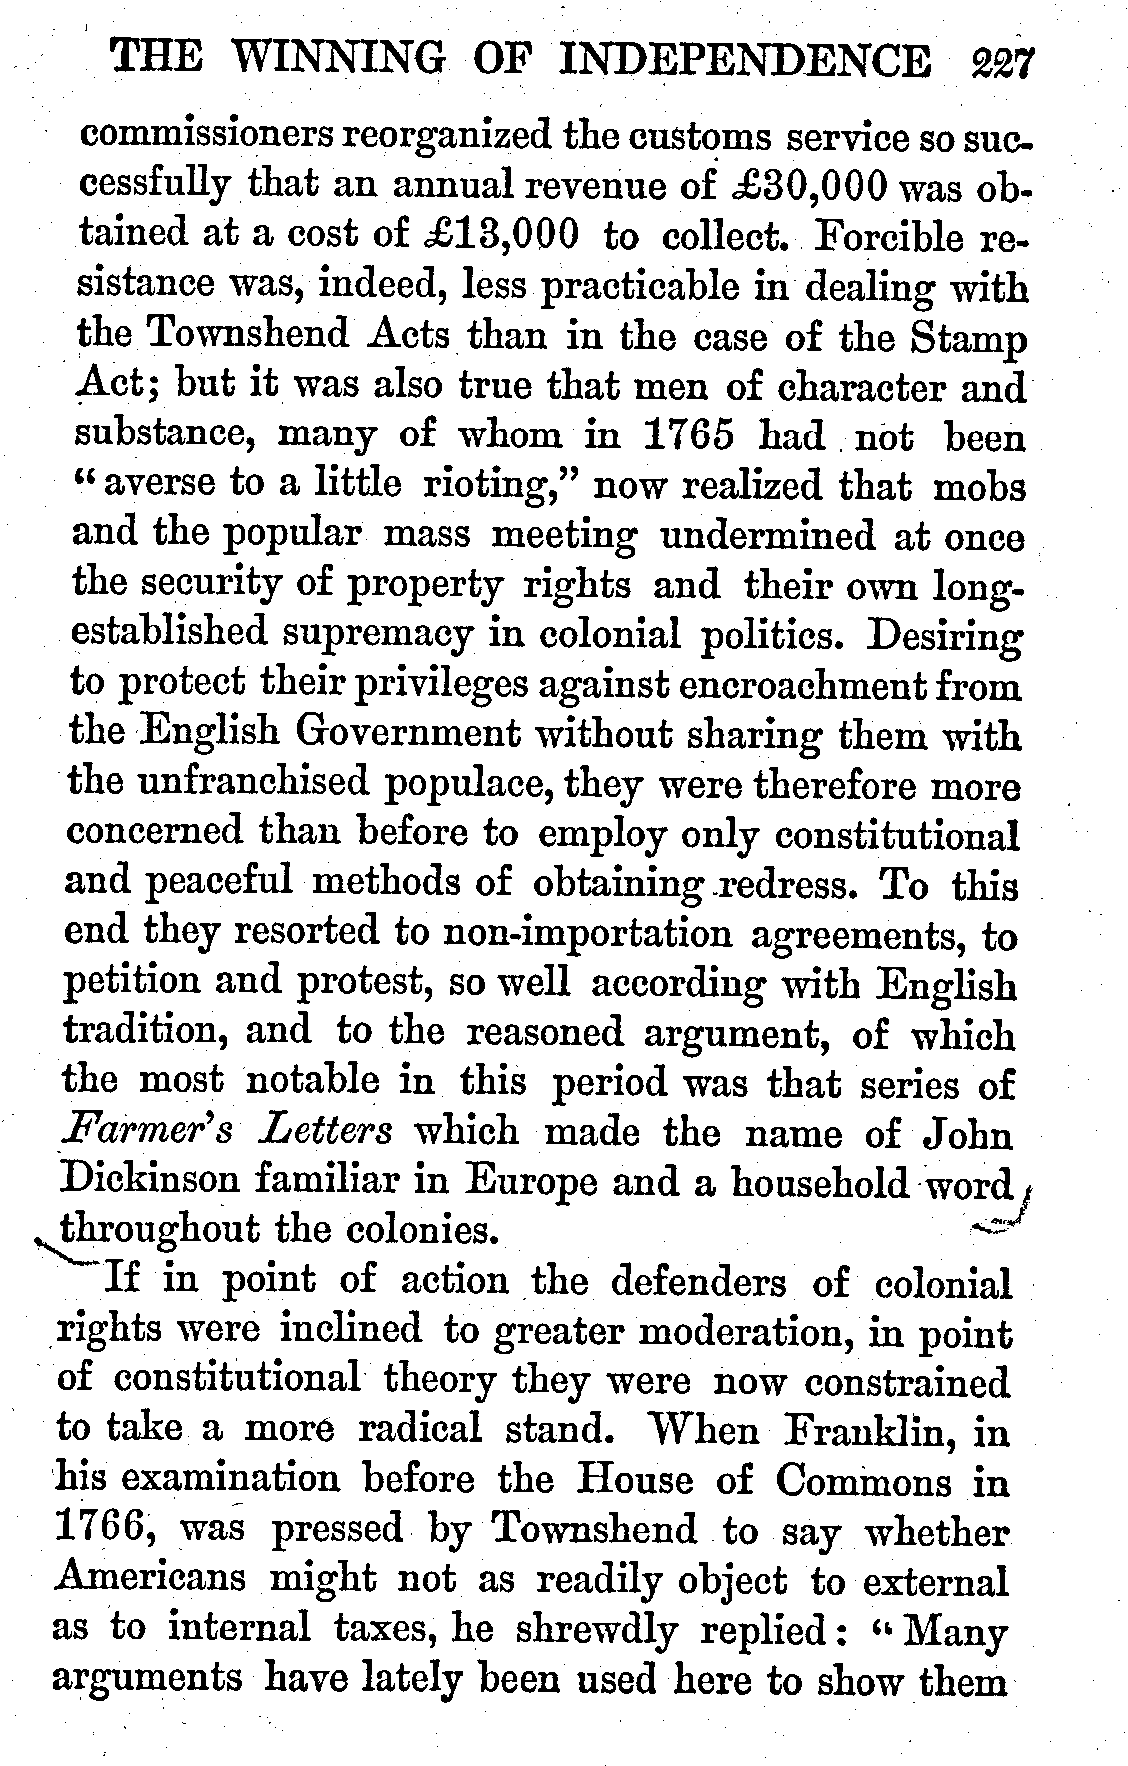 THE WINNING OF INDEPENDENCE 227
commissioners reorganized the customs service so suc-
cessfully that an annual revenue of £30,000 was ob-
tained at a cost of £13,000 to collect. Forcible re-
sistance was, indeed, less practicable in dealing with
the Townshend Acts than in the case of the Stamp
Act; but it was also true that men of character and
substance, many of whom in 1765 had not been
“averse to a little rioting,” now realized that mobs
and the popular mass meeting undermined at once
the security of property rights and their own long-
established supremacy in colonial politics. Desiring
to protect their privileges against encroachment from
the English Government without sharing them with
the unfranchised populace, they were therefore more
concerned than before to employ only constitutional
and peaceful methods of obtaining redress. To this
end they resorted to non-importation agreements, to
petition and protest, so well according with English
tradition, and to the reasoned argument, of which
the most notable in this period was that series of
Farmer's Letters which made the name of John
Dickinson familiar in Europe and a household word
throughout the colonies.
If in point of action the defenders of colonial
rights were inclined to greater moderation, in point
of constitutional theory they were now constrained
to take a more radical stand. When Franklin, in
his examination before the House of Commons in
1766, was pressed by Townshend to say whether
Americans might not as readily object to external
as to internal taxes, he shrewdly replied: “Many
arguments have lately been used here to show them